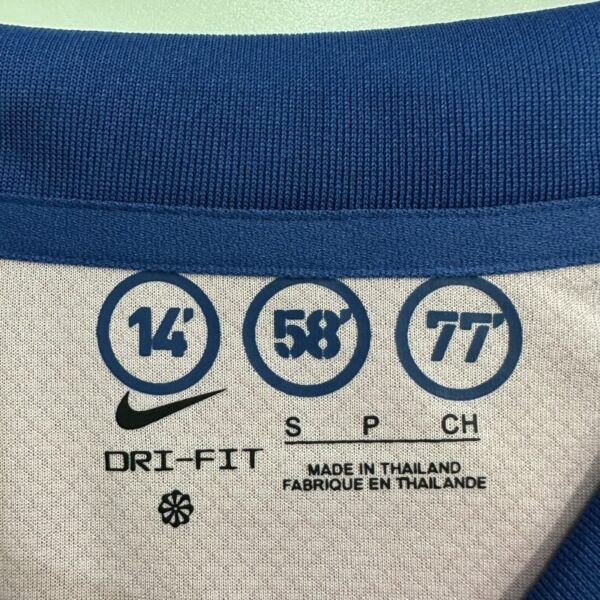 14' 58' 77'
S P CH
DRI-FIT
MADE IN THAILAND
FABRIQUE EN THAILANDE